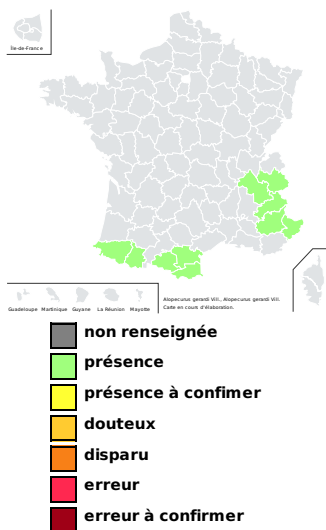 Île-de-France
Alopecurus gerardi Vill., Alopecurus gerardi Vill.
Carte en cours d'élaboration.
Guadeloupe Martinique Guyane La Réunion Mayotte
non renseignée
présence
présence à confimer
douteux
disparu
erreur
erreur à confirmer